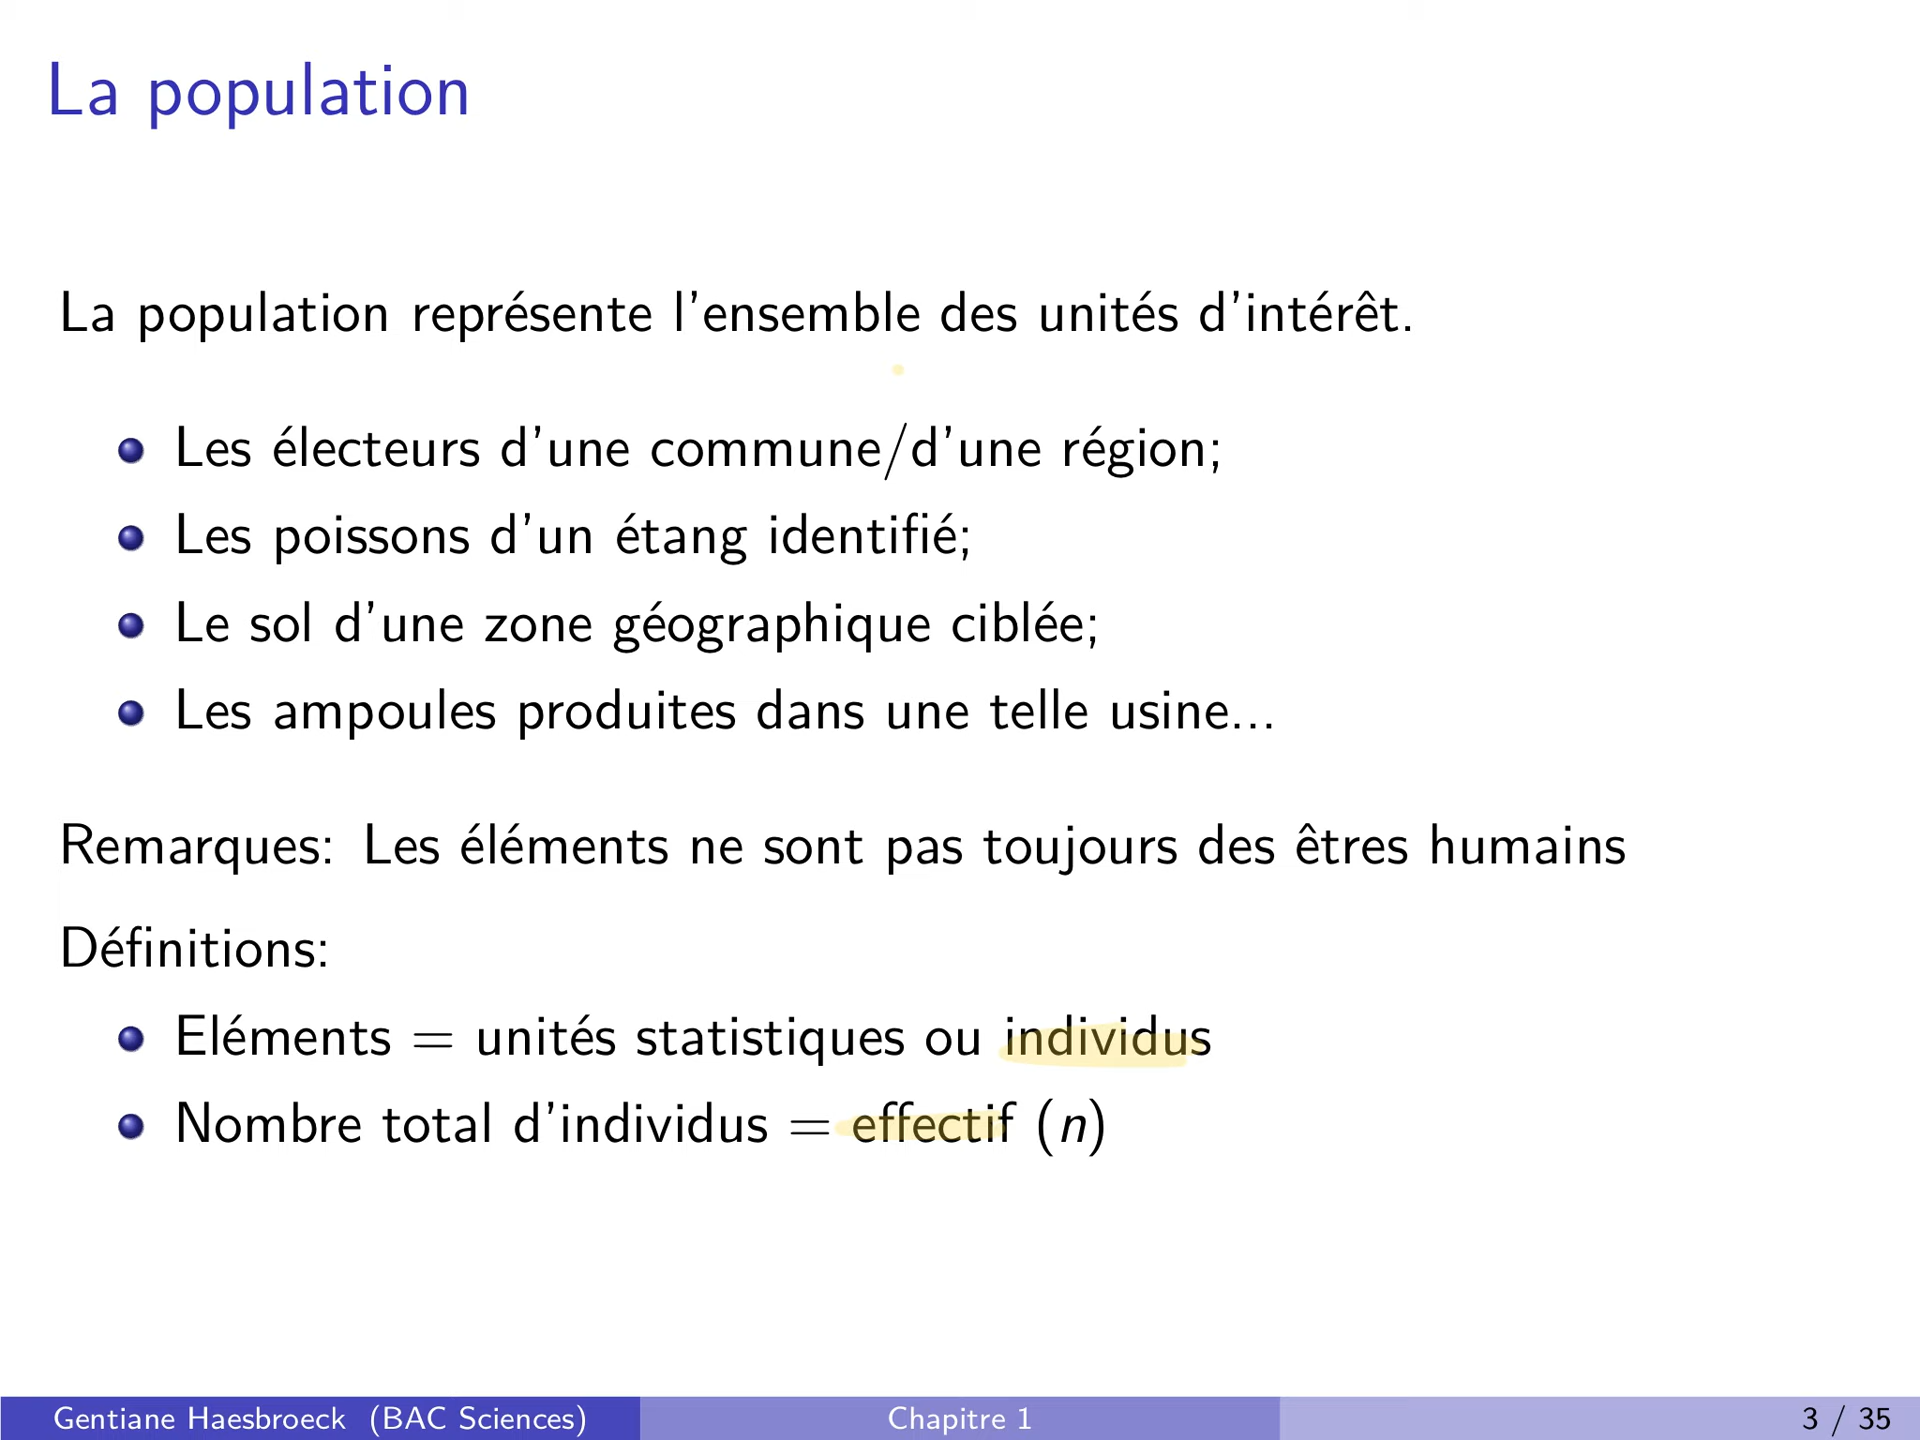 La population
La population représente l'ensemble des unités d'intérêt.
Les électeurs d'une commune/d'une région;
Les poissons d'un étang identifié;
Le sol d'une zone géographique ciblée;
Les ampoules produites dans une telle usine...
Remarques: Les éléments ne sont pas toujours des êtres humains
Définitions:
Eléments = unités statistiques ou individus
Nombre total d'individus = effectif (n)
Gentiane Haesbroeck (BAC Sciences) Chapitre 1 3 / 35